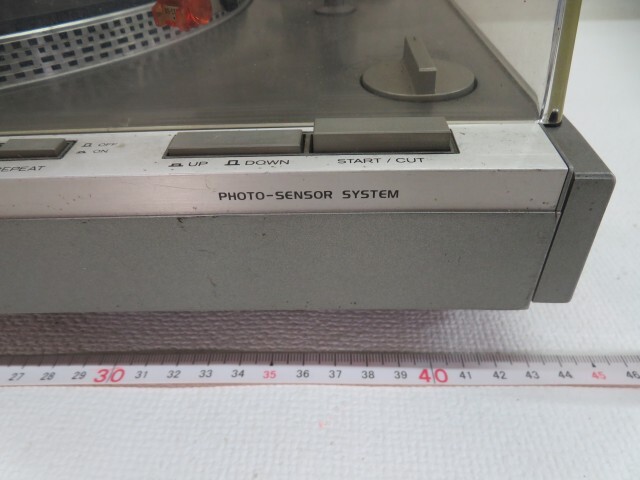 OFF
ON
REPEAT
UP DOWN
START / CUT
PHOTO-SENSOR SYSTEM
27 28 29 30 31 32 33 34 35 36 37 38 39 40 41 42 43 44 45 46